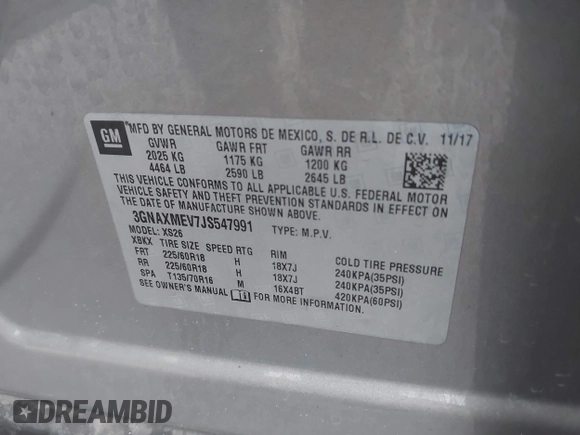 GM
MFD BY GENERAL MOTORS DE MEXICO, S. DE R.L. DE C.V. 11/17
GVWR GAWR FRT GAWR RR
2025 KG 1175 KG 1200 KG
4464 LB 2590 LB 2645 LB
THIS VEHICLE CONFORMS TO ALL APPLICABLE U.S. FEDERAL MOTOR
VEHICLE SAFETY AND THEFT PREVENTION STANDARDS IN EFFECT ON
THE DATE OF MANUFACTURE SHOWN ABOVE.
3GNAXMEV7JS547991 TYPE: M.P.V.
MODEL: XS26
XBKX TIRE SIZE SPEED RTG RIM COLD TIRE PRESSURE
FRT 225/60R18 H 18X7J 240KPA(35PSI)
RR 225/60R18 H 18X7J 240KPA(35PSI)
SPA T135/70R16 M 16X4BT 420KPA(60PSI)
SEE OWNER'S MANUAL FOR MORE INFORMATION.
DREAMBID